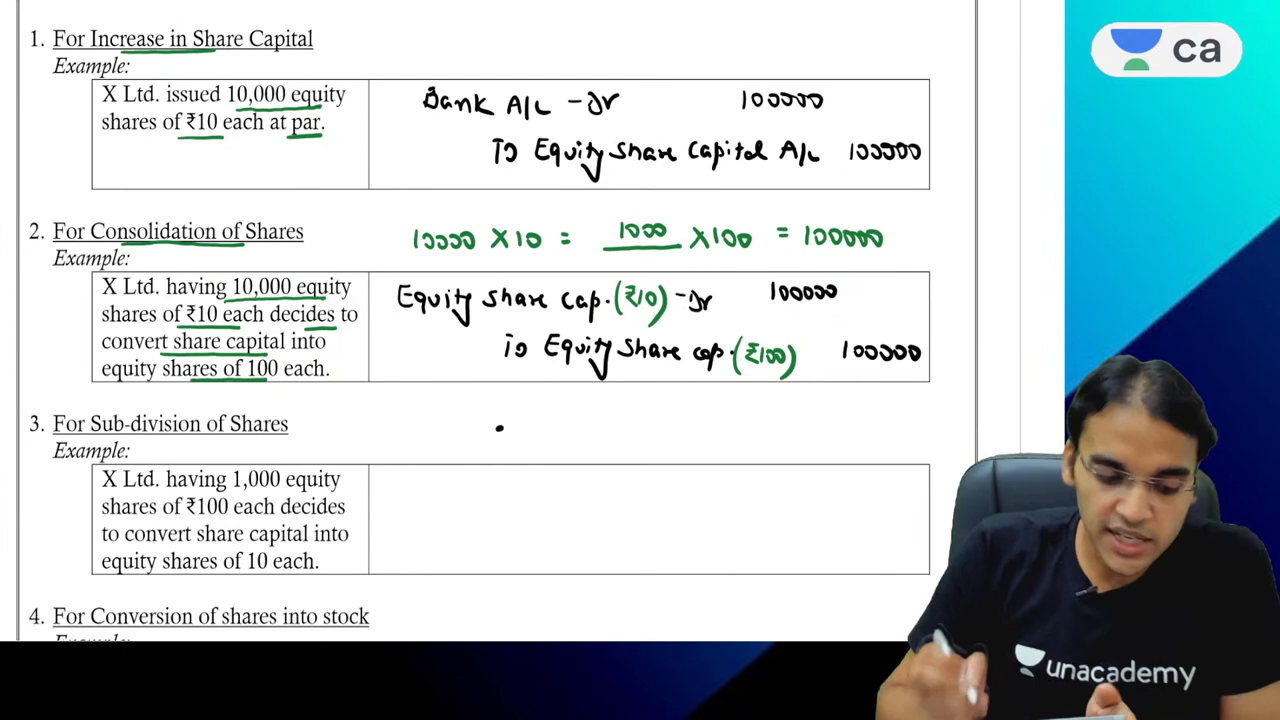 1. For Increase in Share Capital
Example:
X Ltd. issued 10,000 equity
shares of ₹10 each at par.
Bank A/L - Dr 100000
To Equity Share Capital A/L 100000
2. For Consolidation of Shares
10000 X10 = 1000 X100 = 100000
Example:
X Ltd. having 10,000 equity
shares of ₹10 each decides to
convert share capital into
equity shares of 100 each.
Equity Share Cap. (₹10) - Dr 100000
To Equity Share Cap. (₹100) 100000
3. For Sub-division of Shares
Example:
X Ltd. having 1,000 equity
shares of ₹100 each decides
to convert share capital into
equity shares of 10 each.
4. For Conversion of shares into stock
Example:
ca
unacademy